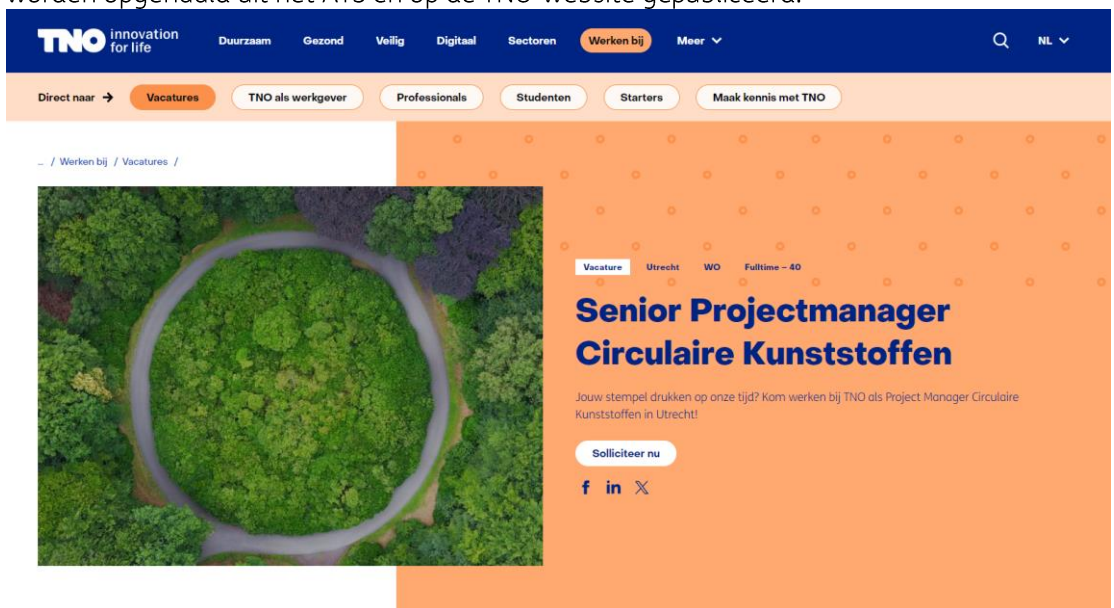 worden opgehaald uit het ATS en op de TNO-website gepubliceerd.
TNO innovation for life
Duurzaam Gezond Veilig Digitaal Sectoren Werken bij Meer NL
Direct naar → Vacatures TNO als werkgever Professionals Studenten Starters Maak kennis met TNO
... / Werken bij / Vacatures /
Vacature Utrecht WO Fulltime – 40
Senior Projectmanager
Circulaire Kunststoffen
Jouw stempel drukken op onze tijd? Kom werken bij TNO als Project Manager Circulaire
Kunststoffen in Utrecht!
Solliciteer nu
f in X